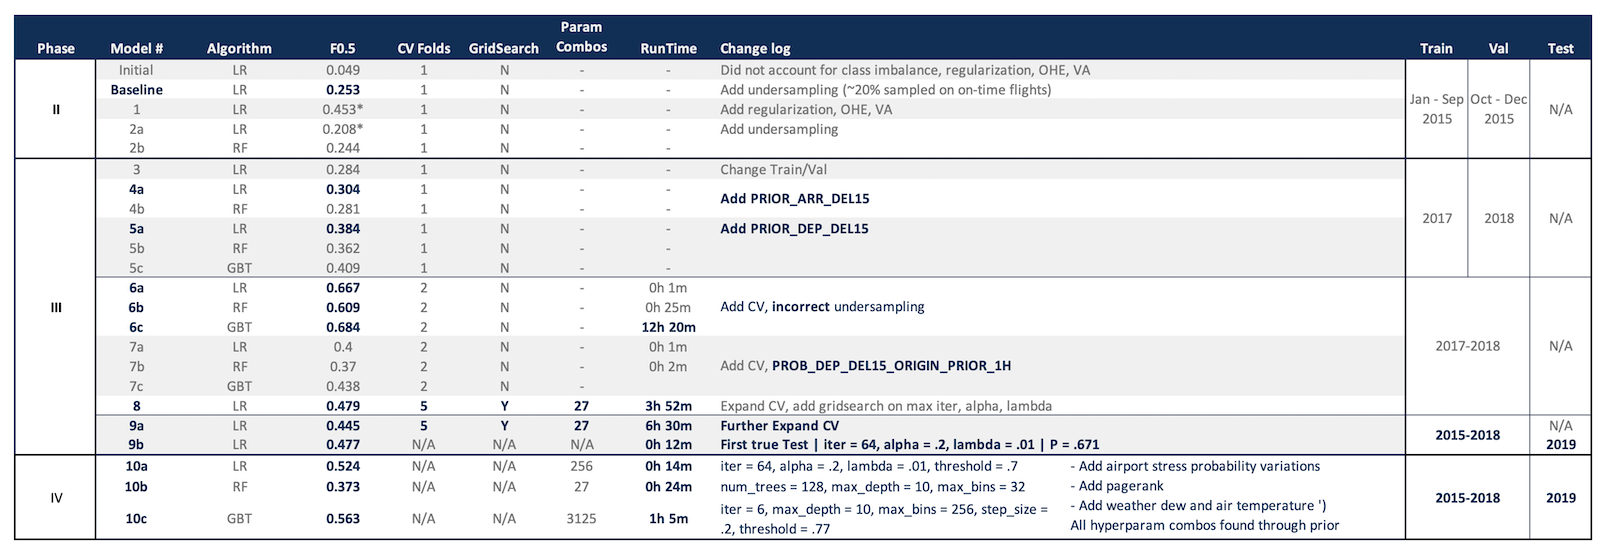 Phase Model # Algorithm F0.5 CV Folds GridSearch Param Combos RunTime Change log Train Val Test
II
Initial LR 0.049 1 N - - Did not account for class imbalance, regularization, OHE, VA
Baseline LR 0.253 1 N - - Add undersampling (~20% sampled on on-time flights)
1 LR 0.453* 1 N - - Add regularization, OHE, VA
2a LR 0.208* 1 N - - Add undersampling
2b RF 0.244 1 N - -
Jan - Sep 2015 Oct - Dec 2015 N/A
III
3 LR 0.284 1 N - - Change Train/Val
4a LR 0.304 1 N - -
Add PRIOR_ARR_DEL15
4b RF 0.281 1 N - -
5a LR 0.384 1 N - - Add PRIOR_DEP_DEL15
5b RF 0.362 1 N - -
5c GBT 0.409 1 N - -
2017 2018 N/A
6a LR 0.667 2 N - 0h 1m
6b RF 0.609 2 N - 0h 25m Add CV, incorrect undersampling
6c GBT 0.684 2 N - 12h 20m
7a LR 0.4 2 N - 0h 1m
7b RF 0.37 2 N - 0h 2m Add CV, PROB_DEP_DEL15_ORIGIN_PRIOR_1H
7c GBT 0.438 2 N -
8 LR 0.479 5 Y 27 3h 52m Expand CV, add gridsearch on max iter, alpha, lambda
2017-2018 N/A
9a LR 0.445 5 Y 27 6h 30m Further Expand CV N/A
9b LR 0.477 N/A N/A N/A 0h 12m First true Test | iter = 64, alpha = .2, lambda = .01 | P = .671 2019
2015-2018
IV
10a LR 0.524 N/A N/A 256 0h 14m iter = 64, alpha = .2, lambda = .01, threshold = .7
10b RF 0.373 N/A N/A 27 0h 24m num_trees = 128, max_depth = 10, max_bins = 32
10c GBT 0.563 N/A N/A 3125 1h 5m iter = 6, max_depth = 10, max_bins = 256, step_size =
.2, threshold = .77
- Add airport stress probability variations
- Add pagerank
- Add weather dew and air temperature ')
All hyperparam combos found through prior
2015-2018 2019